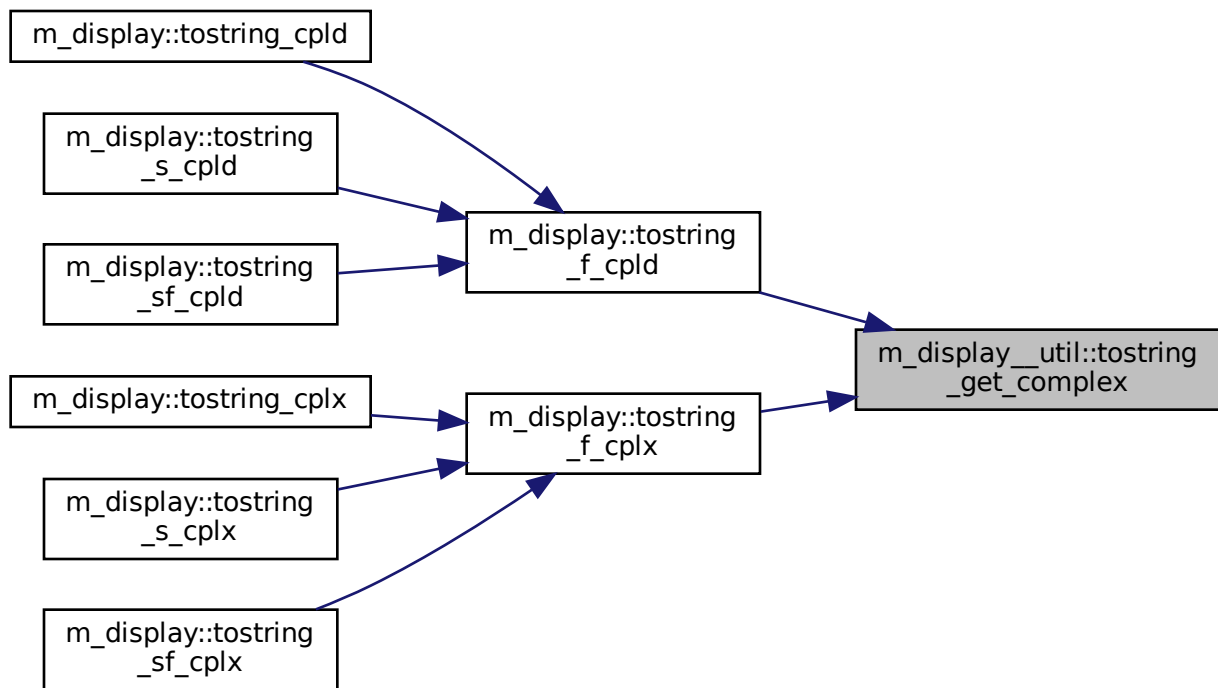 m_display::tostring_cpld
m_display::tostring
_s_cpld
m_display::tostring
_sf_cpld
m_display::tostring
_f_cpld
m_display__util::tostring
_get_complex
m_display::tostring_cplx
m_display::tostring
_f_cplx
m_display::tostring
_s_cplx
m_display::tostring
_sf_cplx